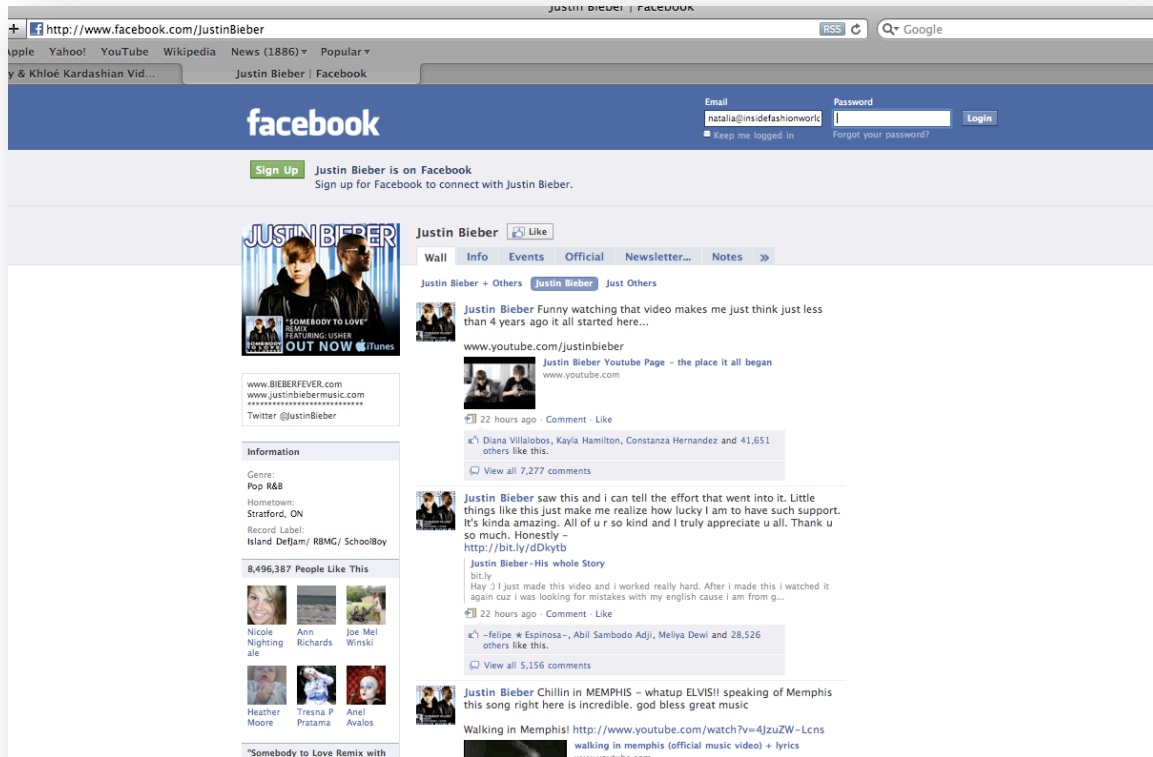 Justin Bieber | Facebook
+ http://www.facebook.com/JustinBieber RSS Google
Apple Yahoo! YouTube Wikipedia News (1886) Popular
y & Khloé Kardashian Vid... Justin Bieber | Facebook
facebook
Email Password
natalia@insidefashionworlc Login
Keep me logged in Forgot your password?
Sign Up Justin Bieber is on Facebook
Sign up for Facebook to connect with Justin Bieber.
JUSTIN BIEBER
"SOMEBODY TO LOVE"
REMIX
FEATURING: USHER
OUT NOW iTunes
SOMEBODY
TO LOVE
www.BIEBERFEVER.com
www.justinbiebermusic.com
****************************
Twitter @JustinBieber
Information
Genre:
Pop R&B
Hometown:
Stratford, ON
Record Label:
Island DefJam/ RBMG/ SchoolBoy
8,496,387 People Like This
Nicole Nightingale
Ann Richards
Joe Mel Winski
Heather Moore
Tresna P Pratama
Anel Avalos
"Somebody to Love Remix with
Justin Bieber Like
Wall Info Events Official Newsletter... Notes »
Justin Bieber + Others Justin Bieber Just Others
Justin Bieber Funny watching that video makes me just think just less
than 4 years ago it all started here...
www.youtube.com/justinbieber
Justin Bieber Youtube Page - the place it all began
www.youtube.com
22 hours ago · Comment · Like
Diana Villalobos, Kayla Hamilton, Constanza Hernandez and 41,651
others like this.
View all 7,277 comments
Justin Bieber saw this and i can tell the effort that went into it. Little
things like this just make me realize how lucky I am to have such support.
It's kinda amazing. All of u r so kind and I truly appreciate u all. Thank u
so much. Honestly -
http://bit.ly/dDkytb
Justin Bieber-His whole Story
bit.ly
Hay :) I just made this video and i worked really hard. After i made this i watched it
again cuz i was looking for mistakes with my english cause i am from g...
22 hours ago · Comment · Like
-felipe ★ Espinosa-, Abil Sambodo Adji, Meliya Dewi and 28,526
others like this.
View all 5,156 comments
Justin Bieber Chillin in MEMPHIS - whatup ELVIS!! speaking of Memphis
this song right here is incredible. god bless great music
Walking in Memphis! http://www.youtube.com/watch?v=4JzuZW-Lcns
walking in memphis (official music video) + lyrics
www.youtube.com